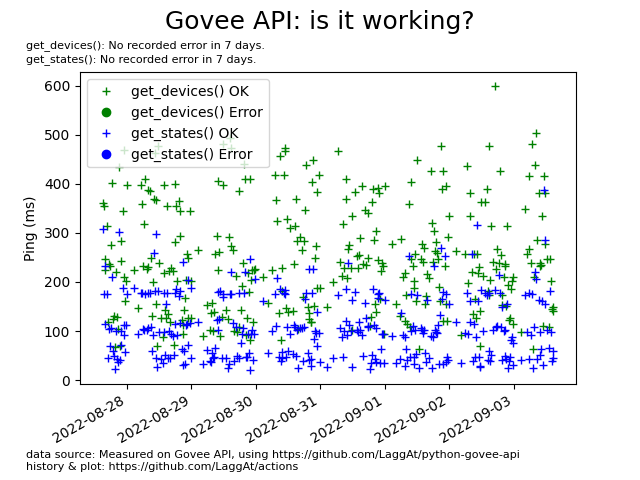 Govee API: is it working?
get_devices(): No recorded error in 7 days.
get_states(): No recorded error in 7 days.
get_devices() OK
get_devices() Error
get_states() OK
get_states() Error
Ping (ms)
600
500
400
300
200
100
0
2022-08-28
2022-08-29
2022-08-30
2022-08-31
2022-09-01
2022-09-02
2022-09-03
data source: Measured on Govee API, using https://github.com/LaggAt/python-govee-api
history & plot: https://github.com/LaggAt/actions